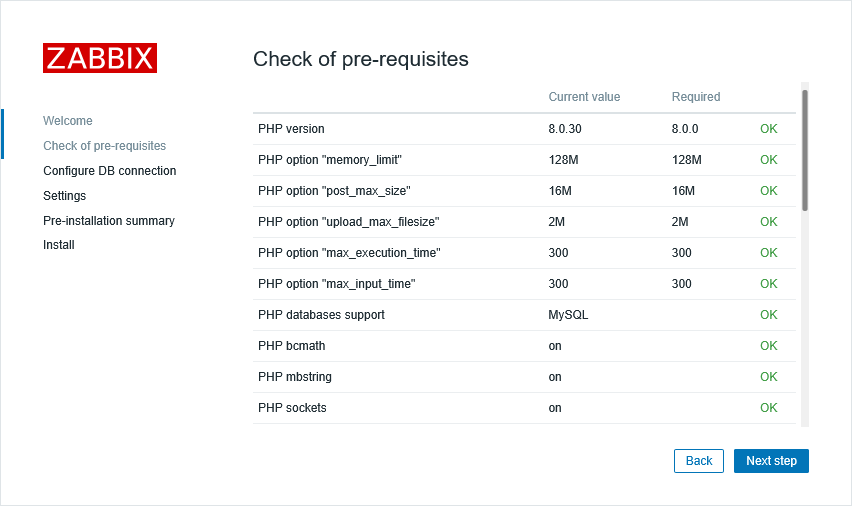 ZABBIX
Check of pre-requisites
Welcome
Check of pre-requisites
Configure DB connection
Settings
Pre-installation summary
Install
Current value Required
PHP version 8.0.30 8.0.0 OK
PHP option "memory_limit" 128M 128M OK
PHP option "post_max_size" 16M 16M OK
PHP option "upload_max_filesize" 2M 2M OK
PHP option "max_execution_time" 300 300 OK
PHP option "max_input_time" 300 300 OK
PHP databases support MySQL OK
PHP bcmath on OK
PHP mbstring on OK
PHP sockets on OK
Back Next step